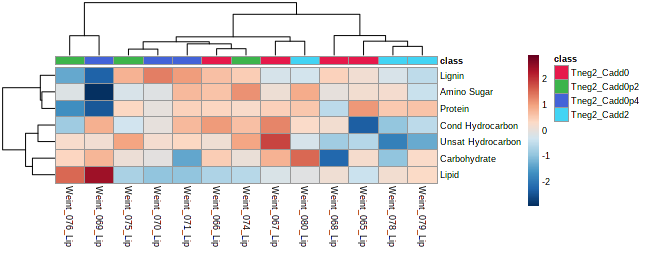 class
Lignin
Amino Sugar
Protein
Cond Hydrocarbon
Unsat Hydrocarbon
Carbohydrate
Lipid
Weint_076_Lip
Weint_069_Lip
Weint_075_Lip
Weint_070_Lip
Weint_071_Lip
Weint_066_Lip
Weint_074_Lip
Weint_067_Lip
Weint_080_Lip
Weint_068_Lip
Weint_065_Lip
Weint_078_Lip
Weint_079_Lip
2
1
0
-1
-2
class
Tneg2_Cadd0
Tneg2_Cadd0p2
Tneg2_Cadd0p4
Tneg2_Cadd2